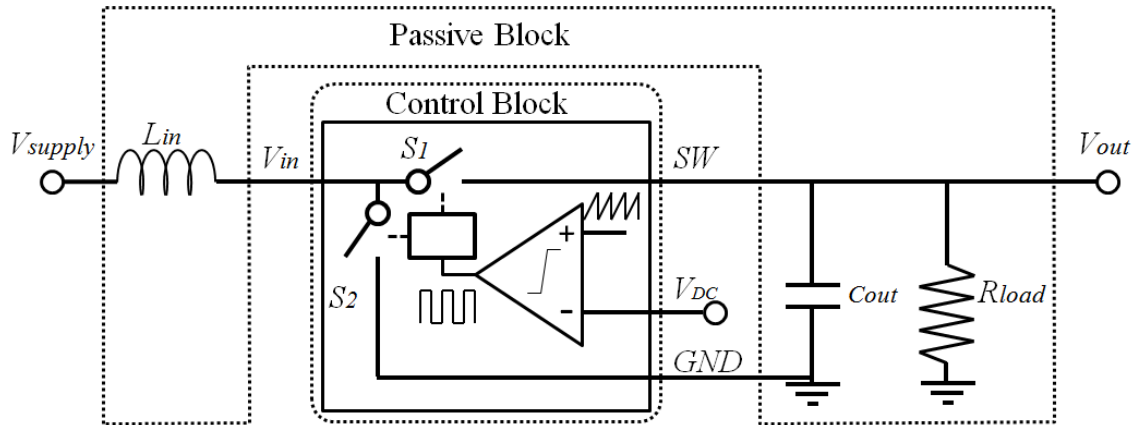 Passive Block
Control Block
Vsupply
Lin
Vin
S1
SW
Vout
+
S2
VDC
-
Cout
Rload
GND